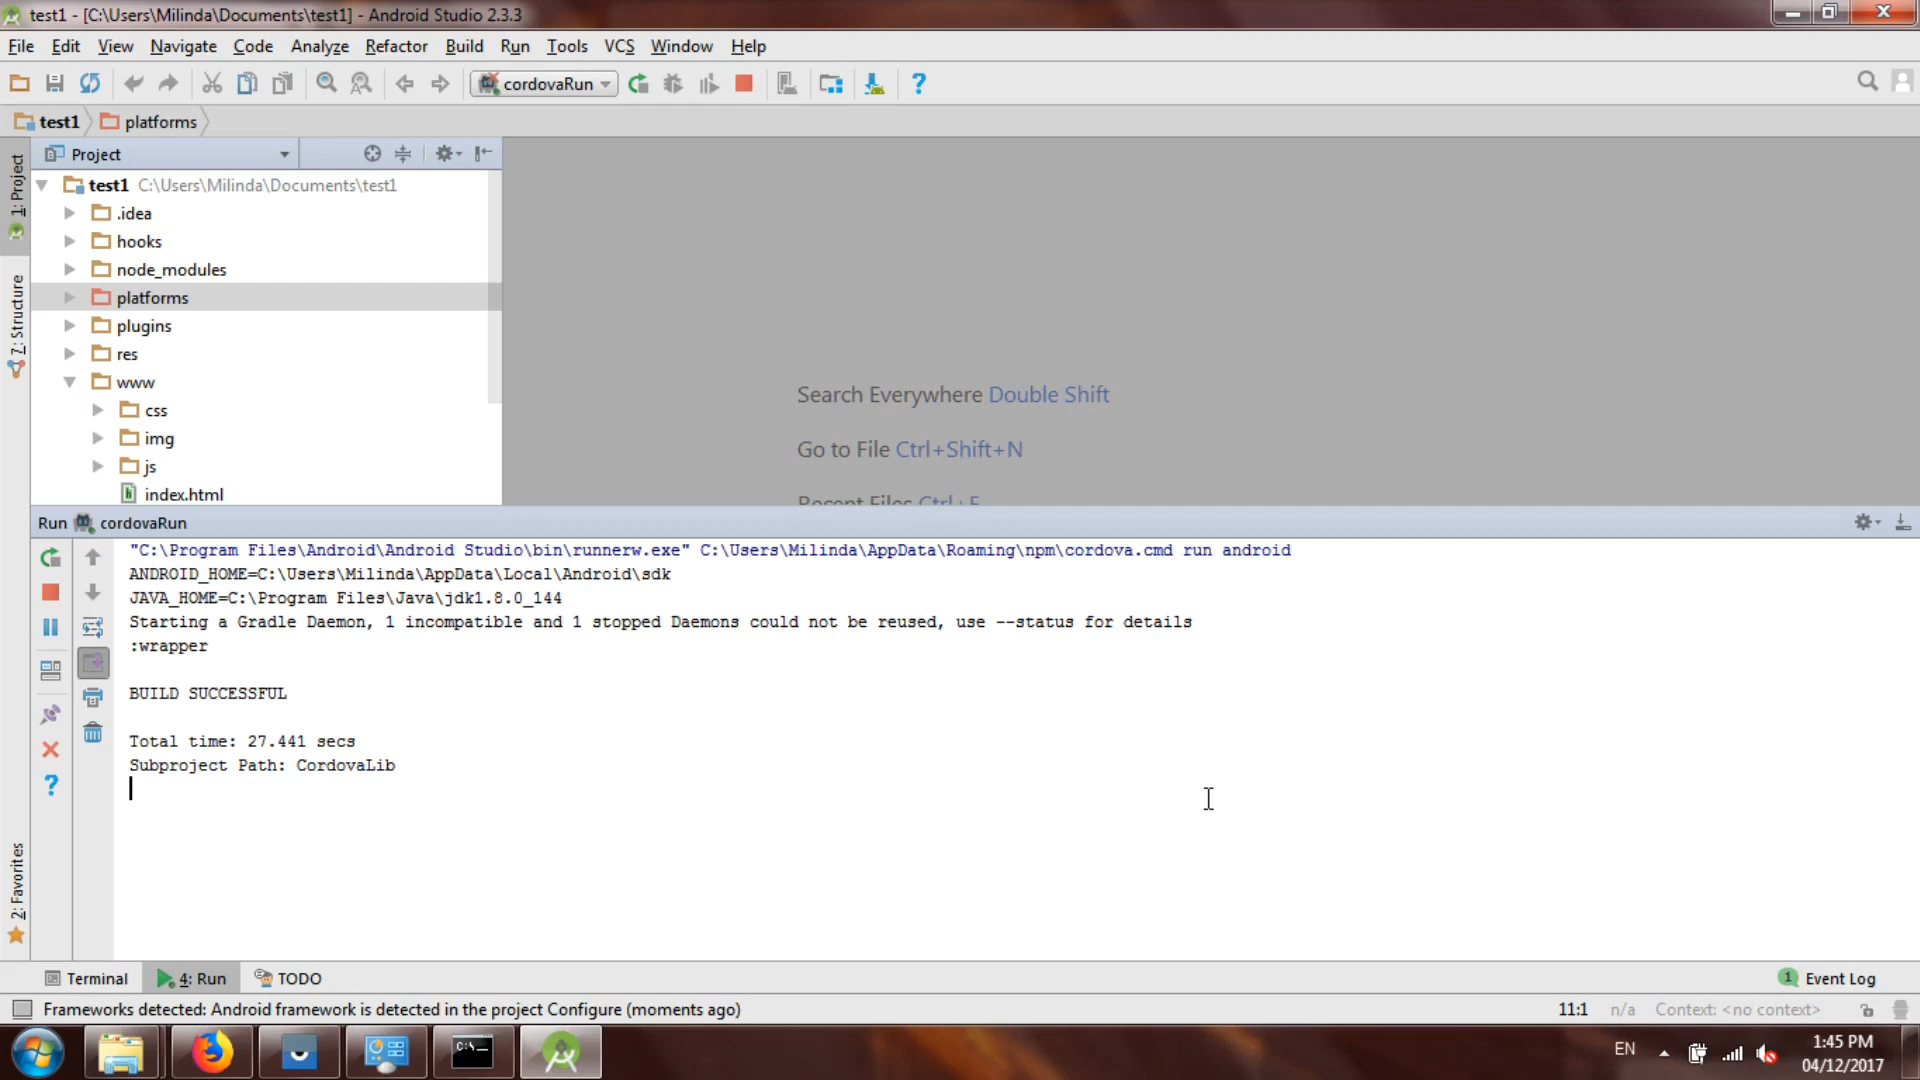 test1 - [C:\Users\Milinda\Documents\test1] - Android Studio 2.3.3
File Edit View Navigate Code Analyze Refactor Build Run Tools VCS Window Help
cordovaRun
test1 platforms
Project
1: Project
7: Structure
2: Favorites
test1 C:\Users\Milinda\Documents\test1
.idea
hooks
node_modules
platforms
plugins
res
www
css
img
js
index.html
Search Everywhere Double Shift
Go to File Ctrl+Shift+N
Recent Files Ctrl+E
Run cordovaRun
"C:\Program Files\Android\Android Studio\bin\runnerw.exe" C:\Users\Milinda\AppData\Roaming\npm\cordova.cmd run android
ANDROID_HOME=C:\Users\Milinda\AppData\Local\Android\sdk
JAVA_HOME=C:\Program Files\Java\jdk1.8.0_144
Starting a Gradle Daemon, 1 incompatible and 1 stopped Daemons could not be reused, use --status for details
:wrapper
BUILD SUCCESSFUL
Total time: 27.441 secs
Subproject Path: CordovaLib
Terminal 4: Run TODO 1 Event Log
Frameworks detected: Android framework is detected in the project Configure (moments ago) 11:1 n/a Context: <no context>
C:\_
EN
1:45 PM
04/12/2017